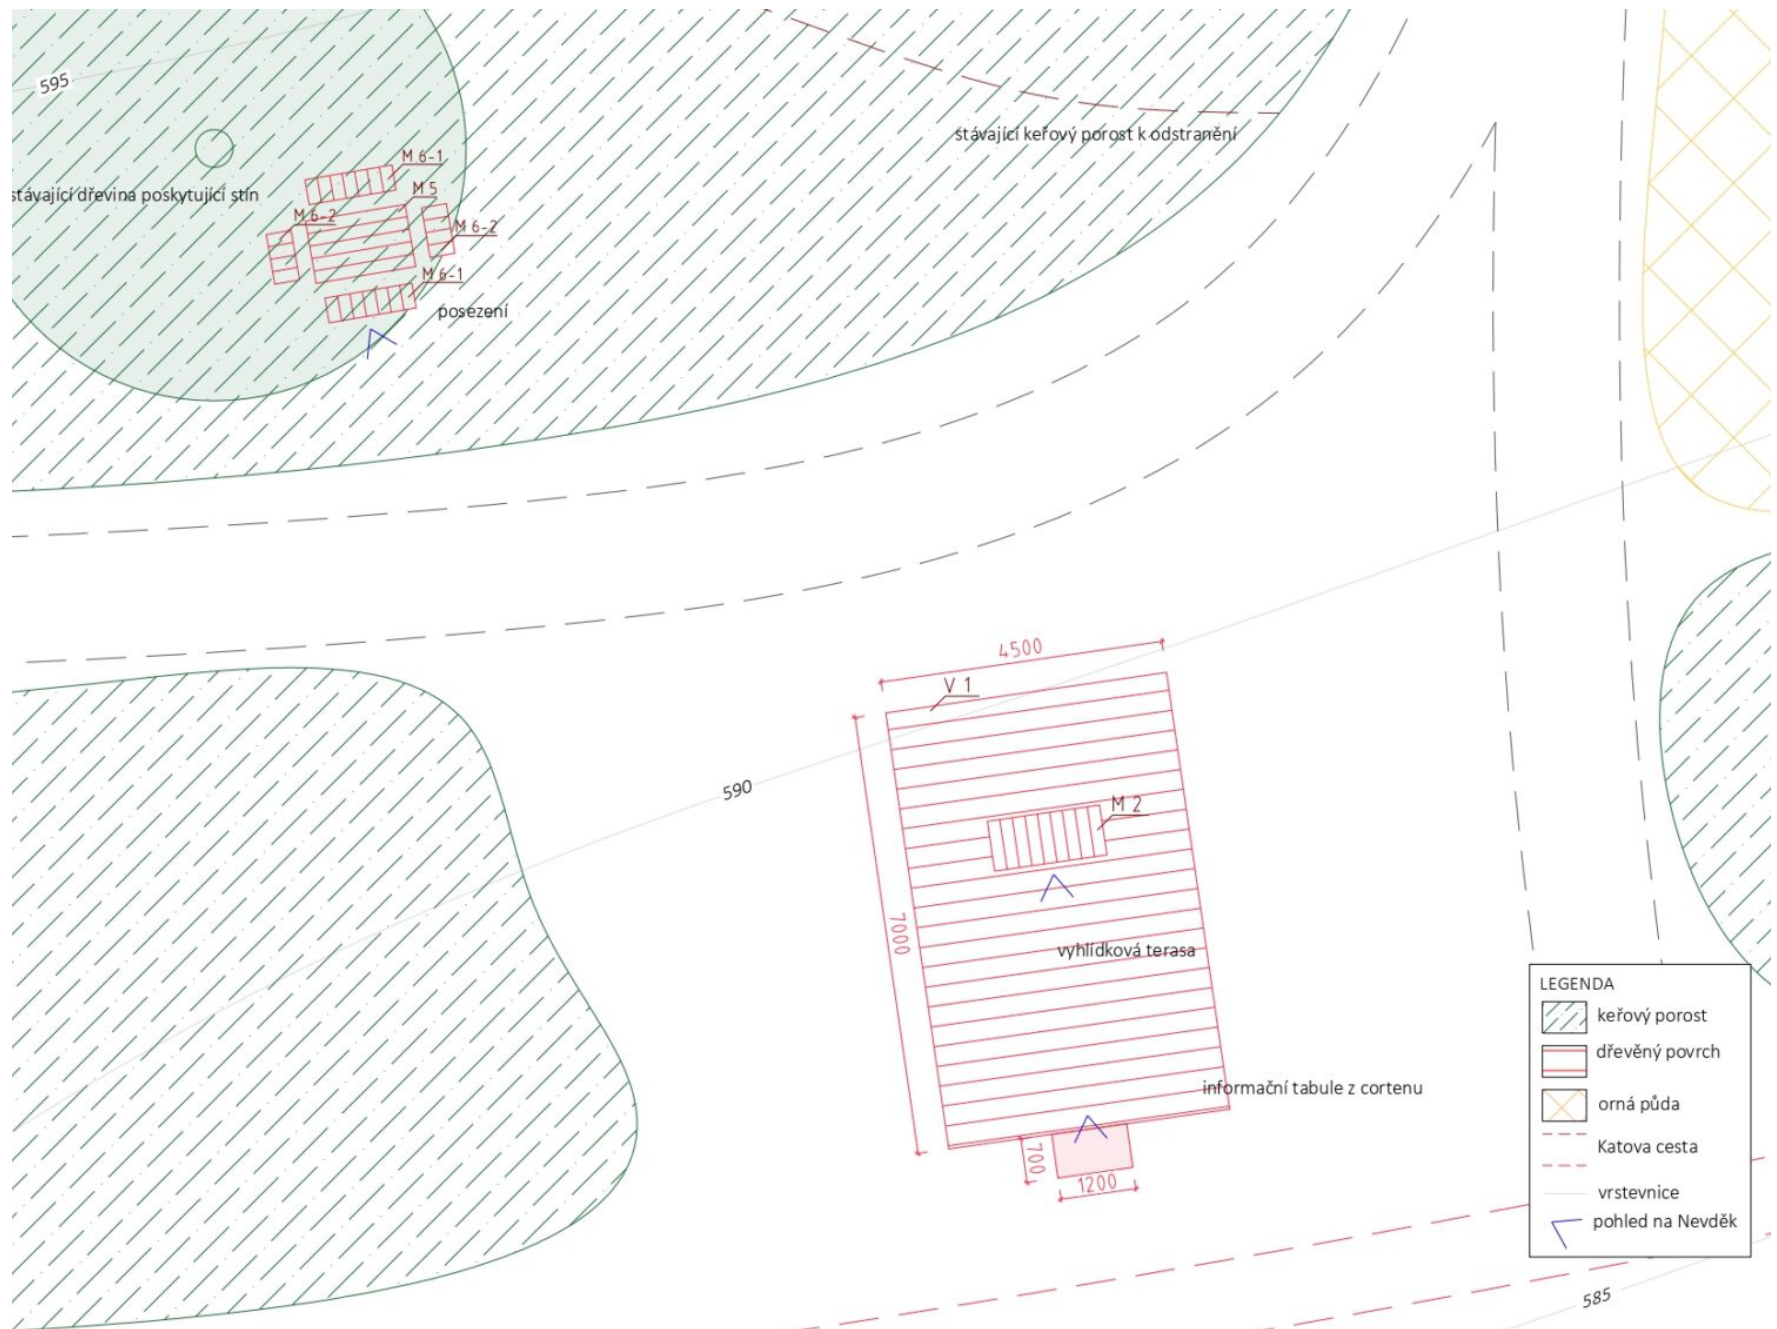 595
stávající keřový porost k odstranění
M 6-1
M 5
stávající dřevina poskytující stín
M 6-2
M 6-2
M 6-1
posezení
4500
V 1
590
M 2
7000
vyhlídková terasa
informační tabule z cortenu
700
1200
LEGENDA
keřový porost
dřevěný povrch
orná půda
Katova cesta
vrstevnice
pohled na Nevděk
585